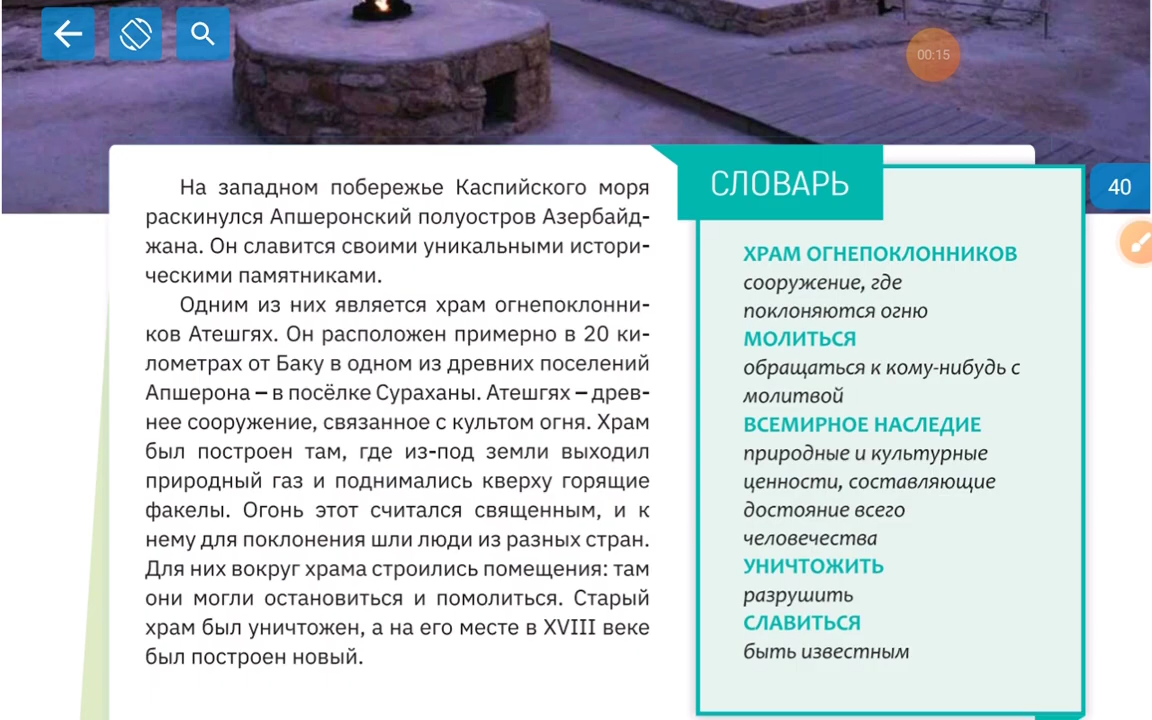 00:15
40
На западном побережье Каспийского моря
раскинулся Апшеронский полуостров Азербайд-
жана. Он славится своими уникальными истори-
ческими памятниками.
Одним из них является храм огнепоклонни-
ков Атешгях. Он расположен примерно в 20 ки-
лометрах от Баку в одном из древних поселений
Апшерона – в посёлке Сураханы. Атешгях – древ-
нее сооружение, связанное с культом огня. Храм
был построен там, где из-под земли выходил
природный газ и поднимались кверху горящие
факелы. Огонь этот считался священным, и к
нему для поклонения шли люди из разных стран.
Для них вокруг храма строились помещения: там
они могли остановиться и помолиться. Старый
храм был уничтожен, а на его месте в XVIII веке
был построен новый.
СЛОВАРЬ
ХРАМ ОГНЕПОКЛОННИКОВ
сооружение, где
поклоняются огню
МОЛИТЬСЯ
обращаться к кому-нибудь с
молитвой
ВСЕМИРНОЕ НАСЛЕДИЕ
природные и культурные
ценности, составляющие
достояние всего
человечества
УНИЧТОЖИТЬ
разрушить
СЛАВИТЬСЯ
быть известным